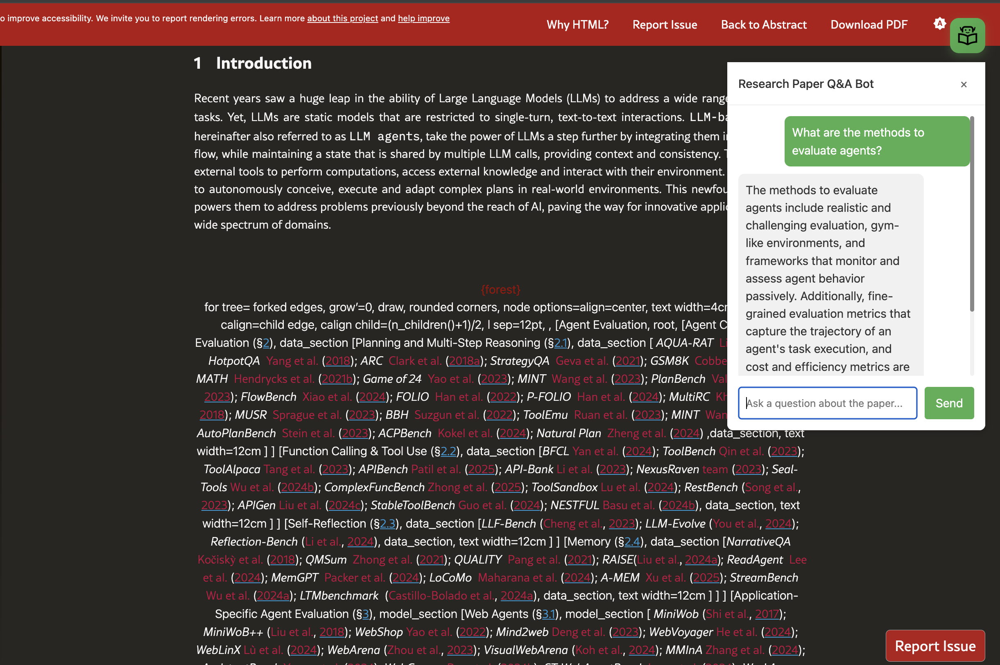 o improve accessibility. We invite you to report rendering errors. Learn more about this project and help improve
Why HTML? Report Issue Back to Abstract Download PDF
1 Introduction
Recent years saw a huge leap in the ability of Large Language Models (LLMs) to address a wide range
tasks. Yet, LLMs are static models that are restricted to single-turn, text-to-text interactions. LLM-ba
hereinafter also referred to as LLM agents, take the power of LLMs a step further by integrating them i
flow, while maintaining a state that is shared by multiple LLM calls, providing context and consistency.
external tools to perform computations, access external knowledge and interact with their environment.
to autonomously conceive, execute and adapt complex plans in real-world environments. This newfou
powers them to address problems previously beyond the reach of AI, paving the way for innovative applic
wide spectrum of domains.
{forest}
for tree= forked edges, grow'=0, draw, rounded corners, node options=align=center, text width=4cm
calign=child edge, calign child=(n_children()+1)/2, l sep=12pt, , [Agent Evaluation, root, [Agent C
Evaluation (§2), data_section [Planning and Multi-Step Reasoning (§2.1), data_section [ AQUA-RAT Li
HotpotQA Yang et al. (2018); ARC Clark et al. (2018a); StrategyQA Geva et al. (2021); GSM8K Cobbe
MATH Hendrycks et al. (2021b); Game of 24 Yao et al. (2023); MINT Wang et al. (2023); PlanBench Val
2023); FlowBench Xiao et al. (2024); FOLIO Han et al. (2022); P-FOLIO Han et al. (2024); MultiRC Kh
2018); MUSR Sprague et al. (2023); BBH Suzgun et al. (2022); ToolEmu Ruan et al. (2023); MINT Wan
AutoPlanBench Stein et al. (2023); ACPBench Kokel et al. (2024); Natural Plan Zheng et al. (2024) ,data_section, text
width=12cm ] ] [Function Calling & Tool Use (§2.2), data_section [BFCL Yan et al. (2024); ToolBench Qin et al. (2023);
ToolAlpaca Tang et al. (2023); APIBench Patil et al. (2025); API-Bank Li et al. (2023); NexusRaven team (2023); Seal-
Tools Wu et al. (2024b); ComplexFuncBench Zhong et al. (2025); ToolSandbox Lu et al. (2024); RestBench (Song et al.,
2023); APIGen Liu et al. (2024c); StableToolBench Guo et al. (2024); NESTFUL Basu et al. (2024b), data_section, text
width=12cm ] ] [Self-Reflection (§2.3), data_section [LLF-Bench (Cheng et al., 2023); LLM-Evolve (You et al., 2024);
Reflection-Bench (Li et al., 2024), data_section, text width=12cm ] ] [Memory (§2.4), data_section [NarrativeQA
Kočiskỳ et al. (2018); QMSum Zhong et al. (2021); QUALITY Pang et al. (2021); RAISE(Liu et al., 2024a); ReadAgent Lee
et al. (2024); MemGPT Packer et al. (2024); LoCoMo Maharana et al. (2024); A-MEM Xu et al. (2025); StreamBench
Wu et al. (2024a); LTMbenchmark (Castillo-Bolado et al., 2024a), data_section, text width=12cm ] ] ] [Application-
Specific Agent Evaluation (§3), model_section [Web Agents (§3.1), model_section [ MiniWob (Shi et al., 2017);
MiniWoB++ (Liu et al., 2018); WebShop Yao et al. (2022); Mind2web Deng et al. (2023); WebVoyager He et al. (2024);
WebLinX Lù et al. (2024); WebArena (Zhou et al., 2023); VisualWebArena (Koh et al., 2024); MMInA Zhang et al. (2024);
Research Paper Q&A Bot ×
What are the methods to
evaluate agents?
The methods to evaluate
agents include realistic and
challenging evaluation, gym-
like environments, and
frameworks that monitor and
assess agent behavior
passively. Additionally, fine-
grained evaluation metrics that
capture the trajectory of an
agent's task execution, and
cost and efficiency metrics are
Ask a question about the paper...
Send
Report Issue